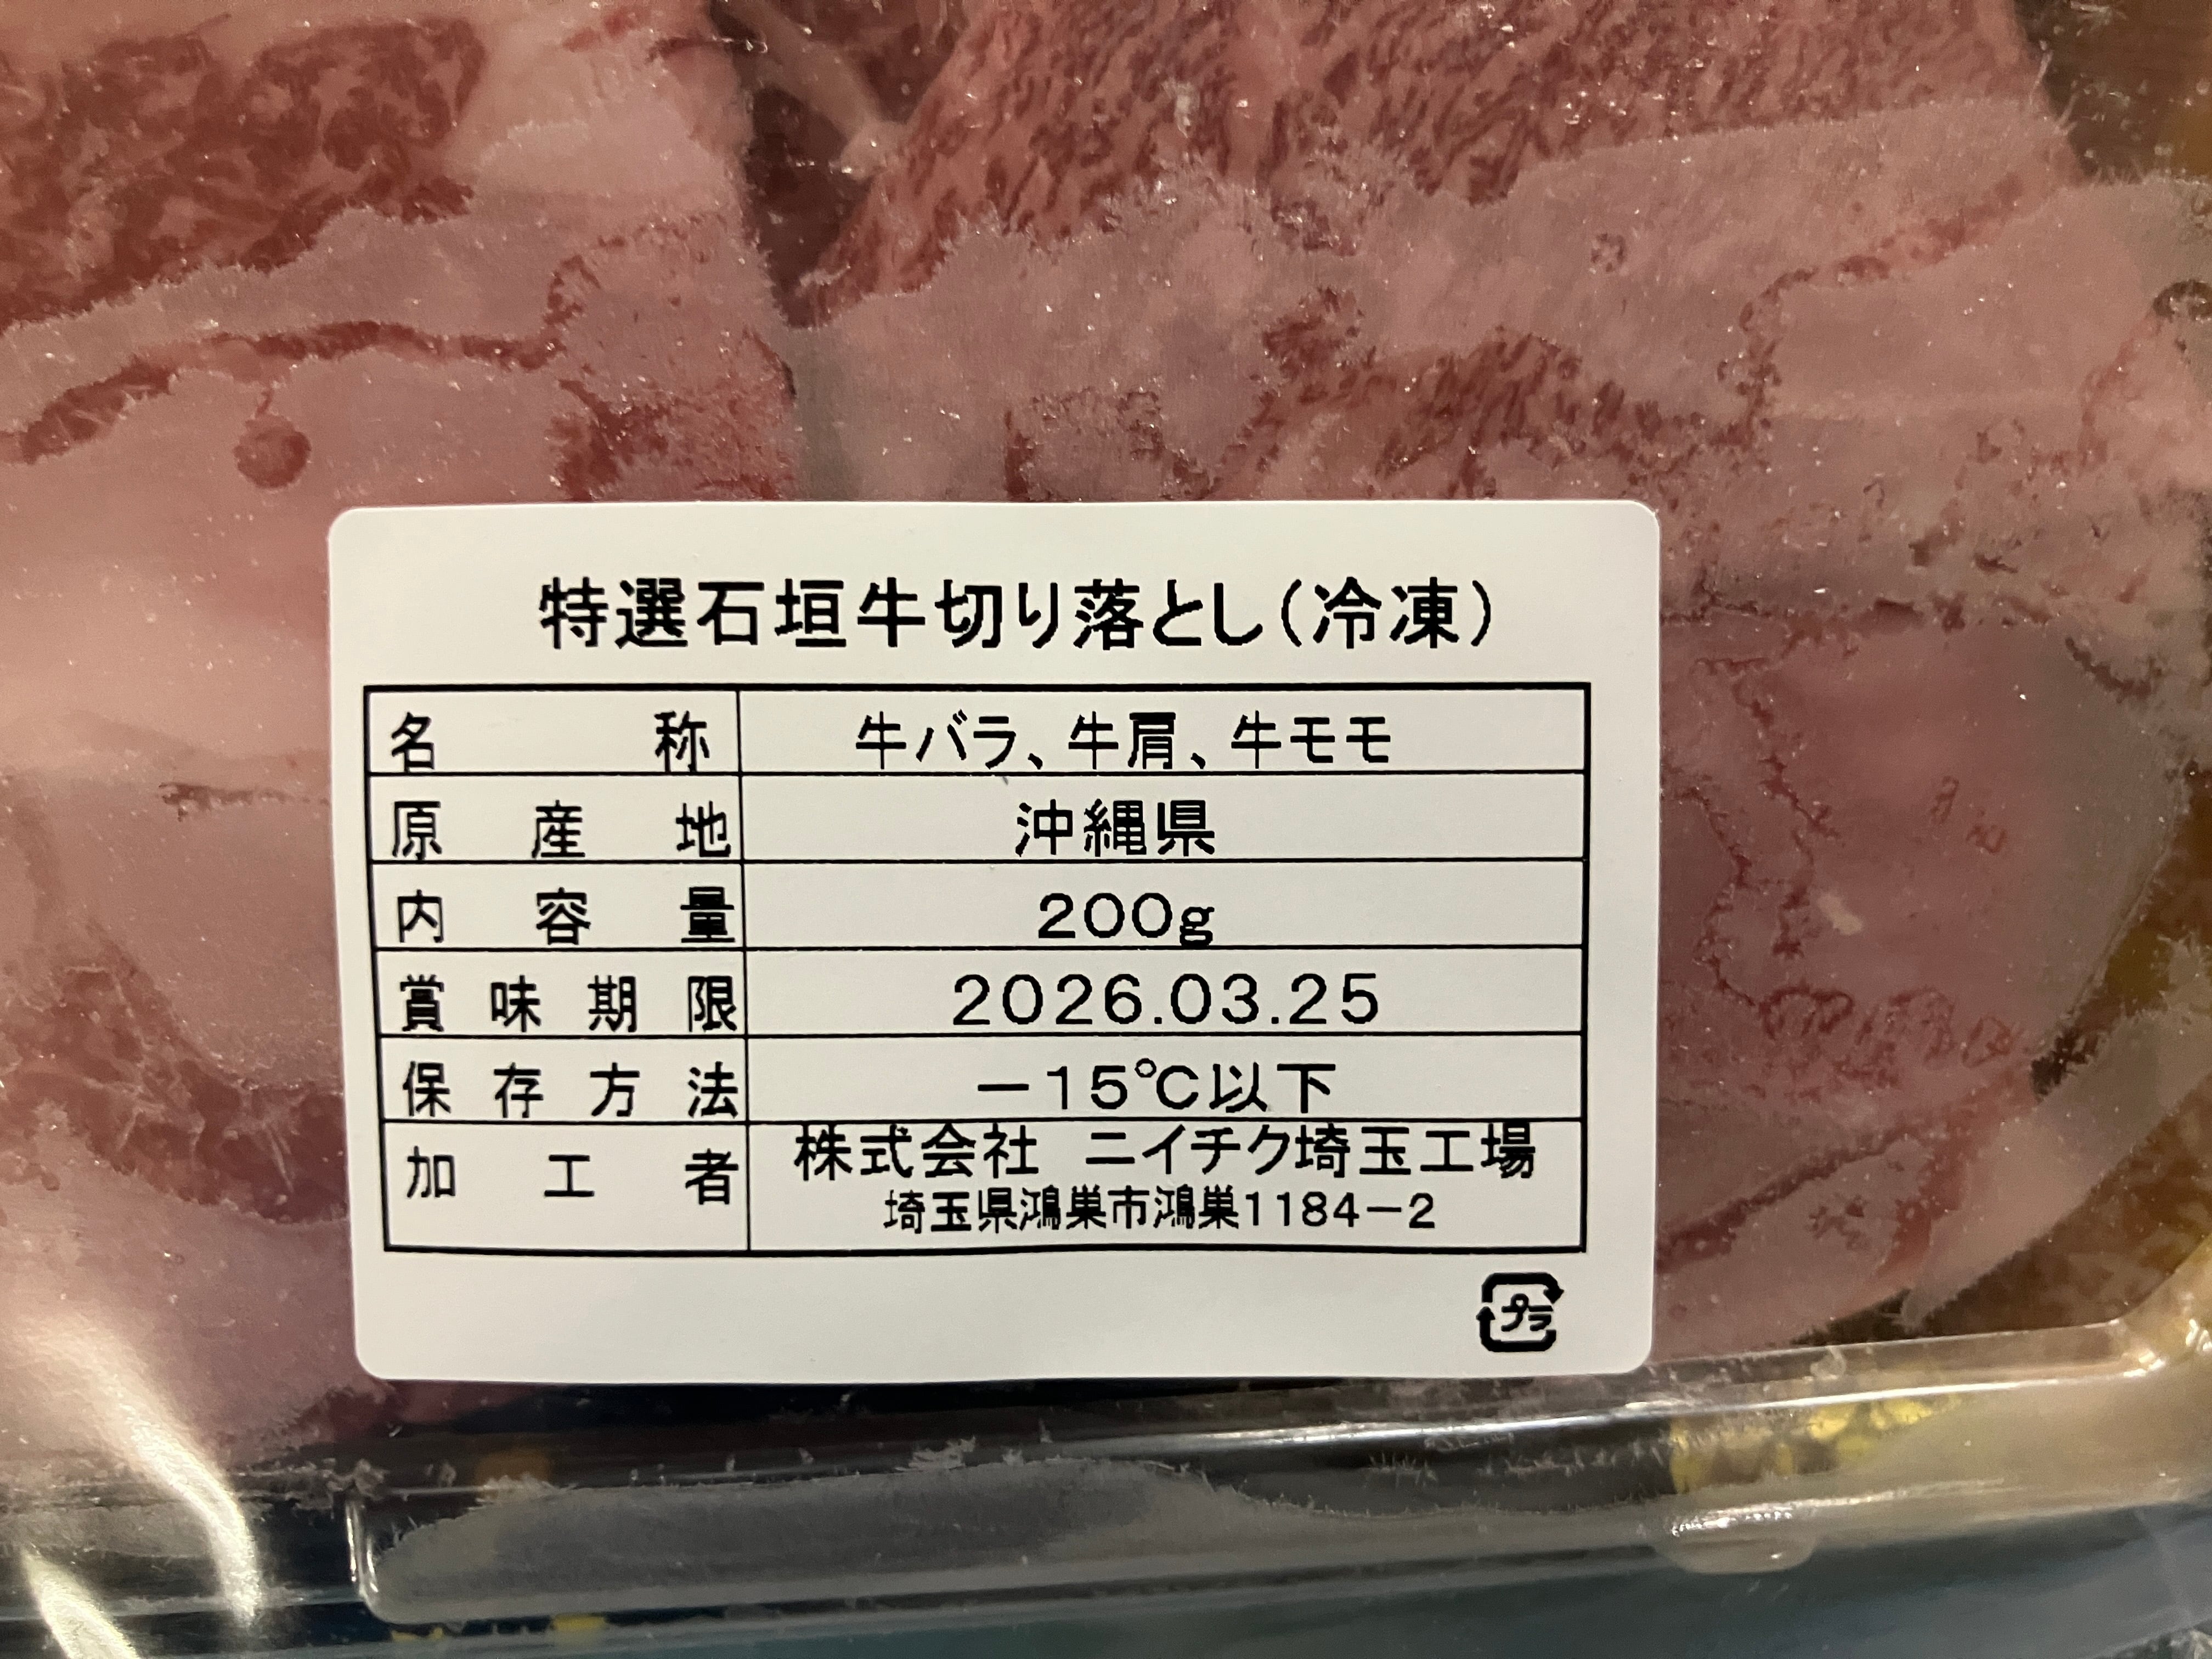 特選石垣牛切り落とし（冷凍）
名称 牛バラ、牛肩、牛モモ
原産地 沖縄県
内容量 200g
賞味期限 2026.03.25
保存方法 －15℃以下
加工者 株式会社 ニイチク埼玉工場
埼玉県鴻巣市鴻巣1184－2
プラ